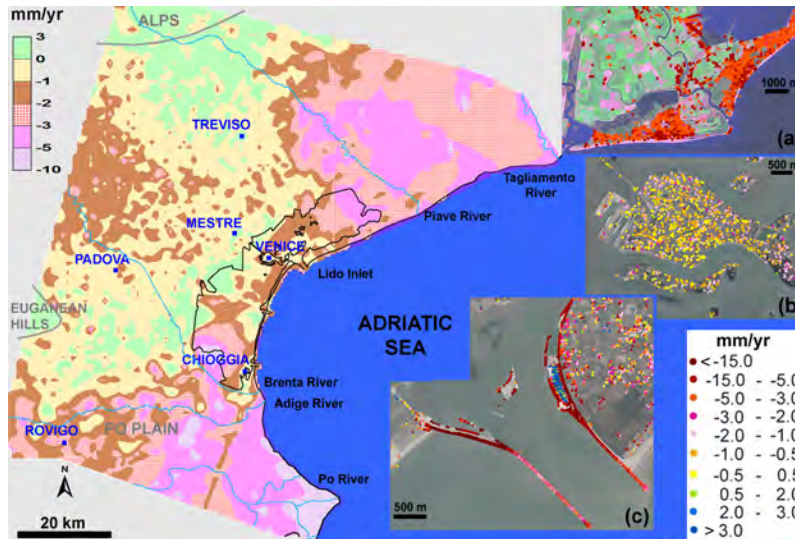 mm/yr
3
0
-1
-2
-3
-5
-10
ALPS
TREVISO
MESTRE
PADOVA
VENICE
EUGANEAN
HILLS
CHIOGGIA
ROVIGO
PO PLAIN
Tagliamento
River
Piave River
Lido Inlet
ADRIATIC
SEA
Brenta River
Adige River
Po River
N
20 km
1000 m
(a)
500 m
(b)
500 m
(c)
mm/yr
<-15.0
-15.0 - -5.0
-5.0 - -3.0
-3.0 - -2.0
-2.0 - -1.0
-1.0 - -0.5
-0.5 - 0.5
0.5 - 2.0
2.0 - 3.0
> 3.0